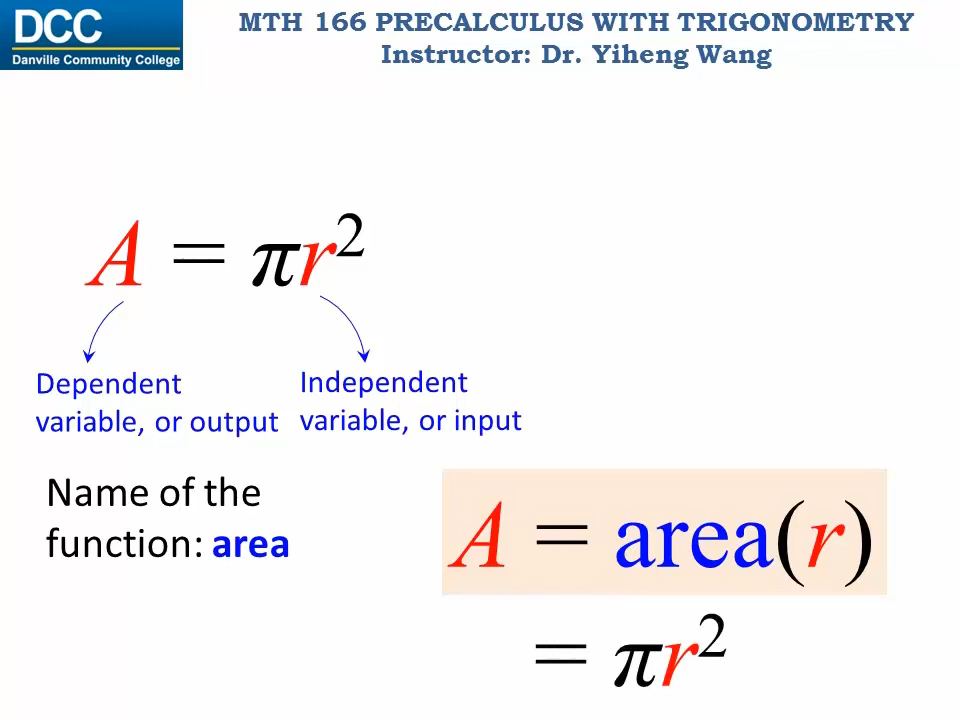 DCC
Danville Community College
MTH 166 PRECALCULUS WITH TRIGONOMETRY
Instructor: Dr. Yiheng Wang
A = πr²
Dependent
variable, or output
Independent
variable, or input
Name of the
function: area
A = area(r)
= πr²